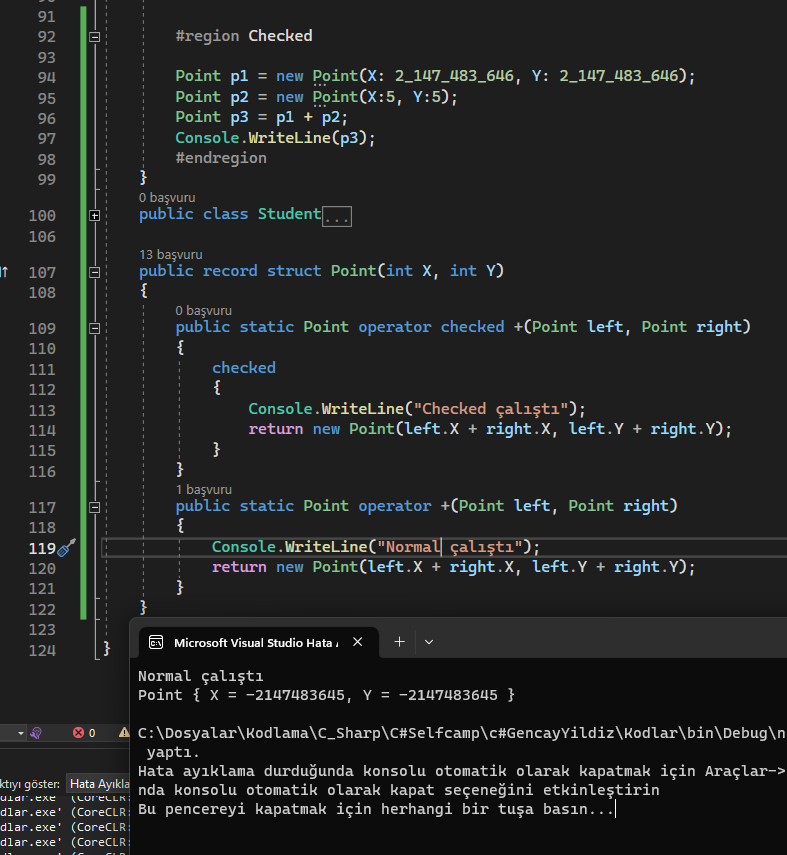 91
92 #region Checked
93
94 Point p1 = new Point(X: 2_147_483_646, Y: 2_147_483_646);
95 Point p2 = new Point(X:5, Y:5);
96 Point p3 = p1 + p2;
97 Console.WriteLine(p3);
98 #endregion
99 }
0 başvuru
100 public class Student...
106
13 başvuru
107 public record struct Point(int X, int Y)
108 {
0 başvuru
109 public static Point operator checked +(Point left, Point right)
110 {
111 checked
112 {
113 Console.WriteLine("Checked çalıştı");
114 return new Point(left.X + right.X, left.Y + right.Y);
115 }
116 }
1 başvuru
117 public static Point operator +(Point left, Point right)
118 {
119 Console.WriteLine("Normal çalıştı");
120 return new Point(left.X + right.X, left.Y + right.Y);
121 }
122 }
123
124 }
Microsoft Visual Studio Hata
Normal çalıştı
Point { X = -2147483645, Y = -2147483645 }
C:\Dosyalar\Kodlama\C_Sharp\C#Selfcamp\c#GencayYildiz\Kodlar\bin\Debug\n
yaptı.
Hata ayıklama durduğunda konsolu otomatik olarak kapatmak için Araçlar->
nda konsolu otomatik olarak kapat seçeneğini etkinleştirin
Bu pencereyi kapatmak için herhangi bir tuşa basın...
0
ktıyı göster: Hata Ayıkla
dlar.exe' (CoreCLR:
dlar.exe' (CoreCLR:
dlar.exe' (CoreCLR:
dlar.exe' (CoreCLR: